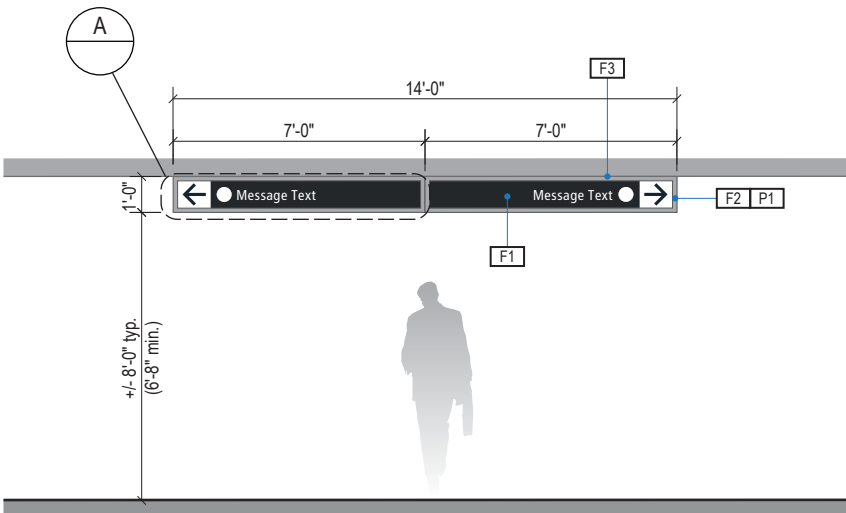 A
F3
14'-0"
7'-0"
7'-0"
1'-0"
Message Text
Message Text
F2 P1
F1
+/- 8'-0" typ.
(6'-8" min.)